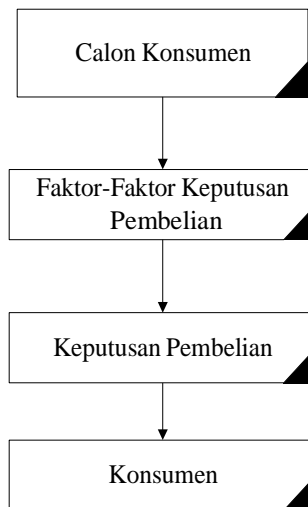 Calon Konsumen
Faktor-Faktor Keputusan
Pembelian
Keputusan Pembelian
Konsumen